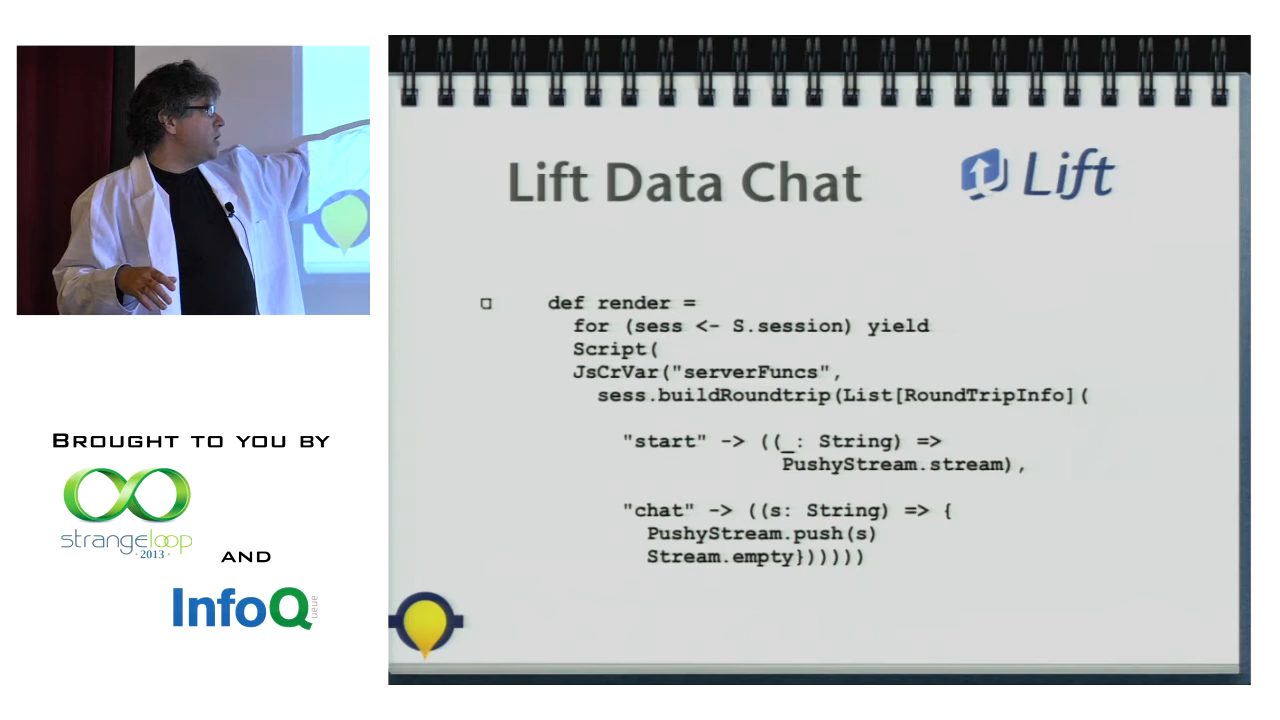 Lift Data Chat
Lift
def render =
for (sess <- S.session) yield
Script(
JsCrVar("serverFuncs",
sess.buildRoundtrip(List[RoundTripInfo](
"start" -> ((_: String) =>
PushyStream.stream),
"chat" -> ((s: String) => {
PushyStream.push(s)
Stream.empty}))))))
BROUGHT TO YOU BY
strangeloop
·2013·
AND
InfoQ